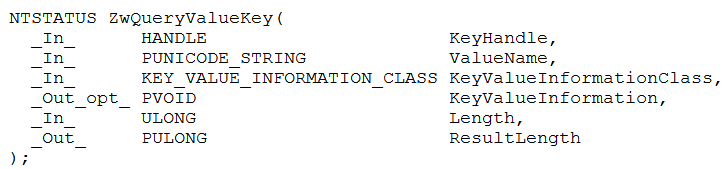 NTSTATUS ZwQueryValueKey(
  _In_      HANDLE                      KeyHandle,
  _In_      PUNICODE_STRING             ValueName,
  _In_      KEY_VALUE_INFORMATION_CLASS KeyValueInformationClass,
  _Out_opt_ PVOID                       KeyValueInformation,
  _In_      ULONG                       Length,
  _Out_     PULONG                      ResultLength
);